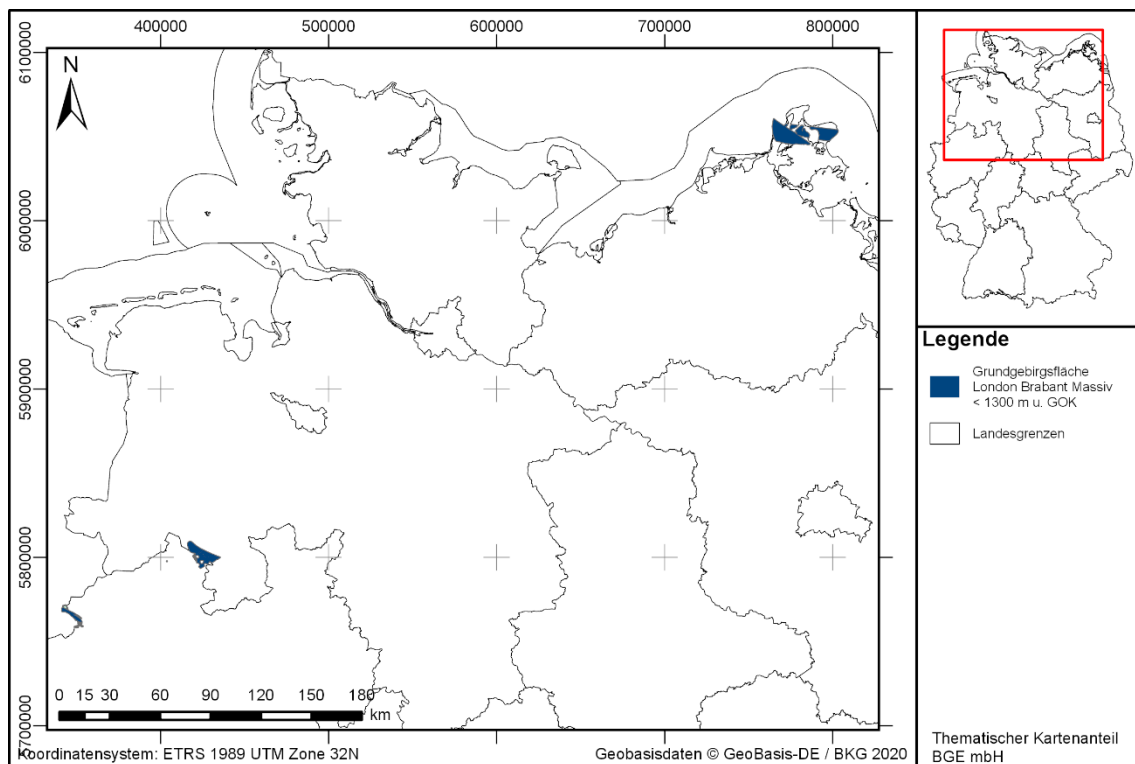 400000 500000 600000 700000 800000
6100000
6000000
5900000
5800000
5700000
N
0 15 30 60 90 120 150 180
km
Koordinatensystem: ETRS 1989 UTM Zone 32N
Geobasisdaten © GeoBasis-DE / BKG 2020
Legende
Grundgebirgsfläche
London Brabant Massiv
< 1300 m u. GOK
Landesgrenzen
Thematischer Kartenanteil
BGE mbH